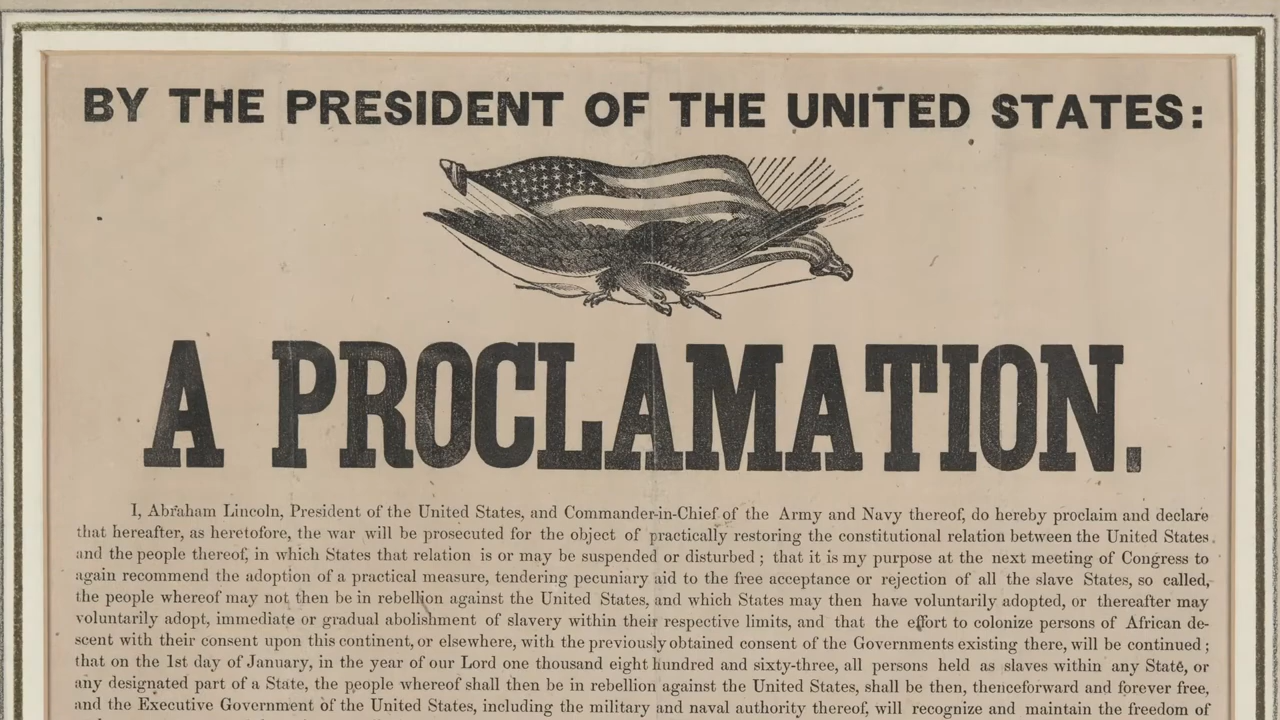 BY THE PRESIDENT OF THE UNITED STATES:
A PROCLAMATION.
I, Abraham Lincoln, President of the United States, and Commander-in-Chief of the Army and Navy thereof, do hereby proclaim and declare
that hereafter, as heretofore, the war will be prosecuted for the object of practically restoring the constitutional relation between the United States
and the people thereof, in which States that relation is or may be suspended or disturbed; that it is my purpose at the next meeting of Congress to
again recommend the adoption of a practical measure, tendering pecuniary aid to the free acceptance or rejection of all the slave States, so called,
the people whereof may not then be in rebellion against the United States, and which States may then have voluntarily adopted, or thereafter may
voluntarily adopt, immediate or gradual abolishment of slavery within their respective limits, and that the effort to colonize persons of African de-
scent with their consent upon this continent, or elsewhere, with the previously obtained consent of the Governments existing there, will be continued;
that on the 1st day of January, in the year of our Lord one thousand eight hundred and sixty-three, all persons held as slaves within any State, or
any designated part of a State, the people whereof shall then be in rebellion against the United States, shall be then, thenceforward and forever free,
and the Executive Government of the United States, including the military and naval authority thereof, will recognize and maintain the freedom of